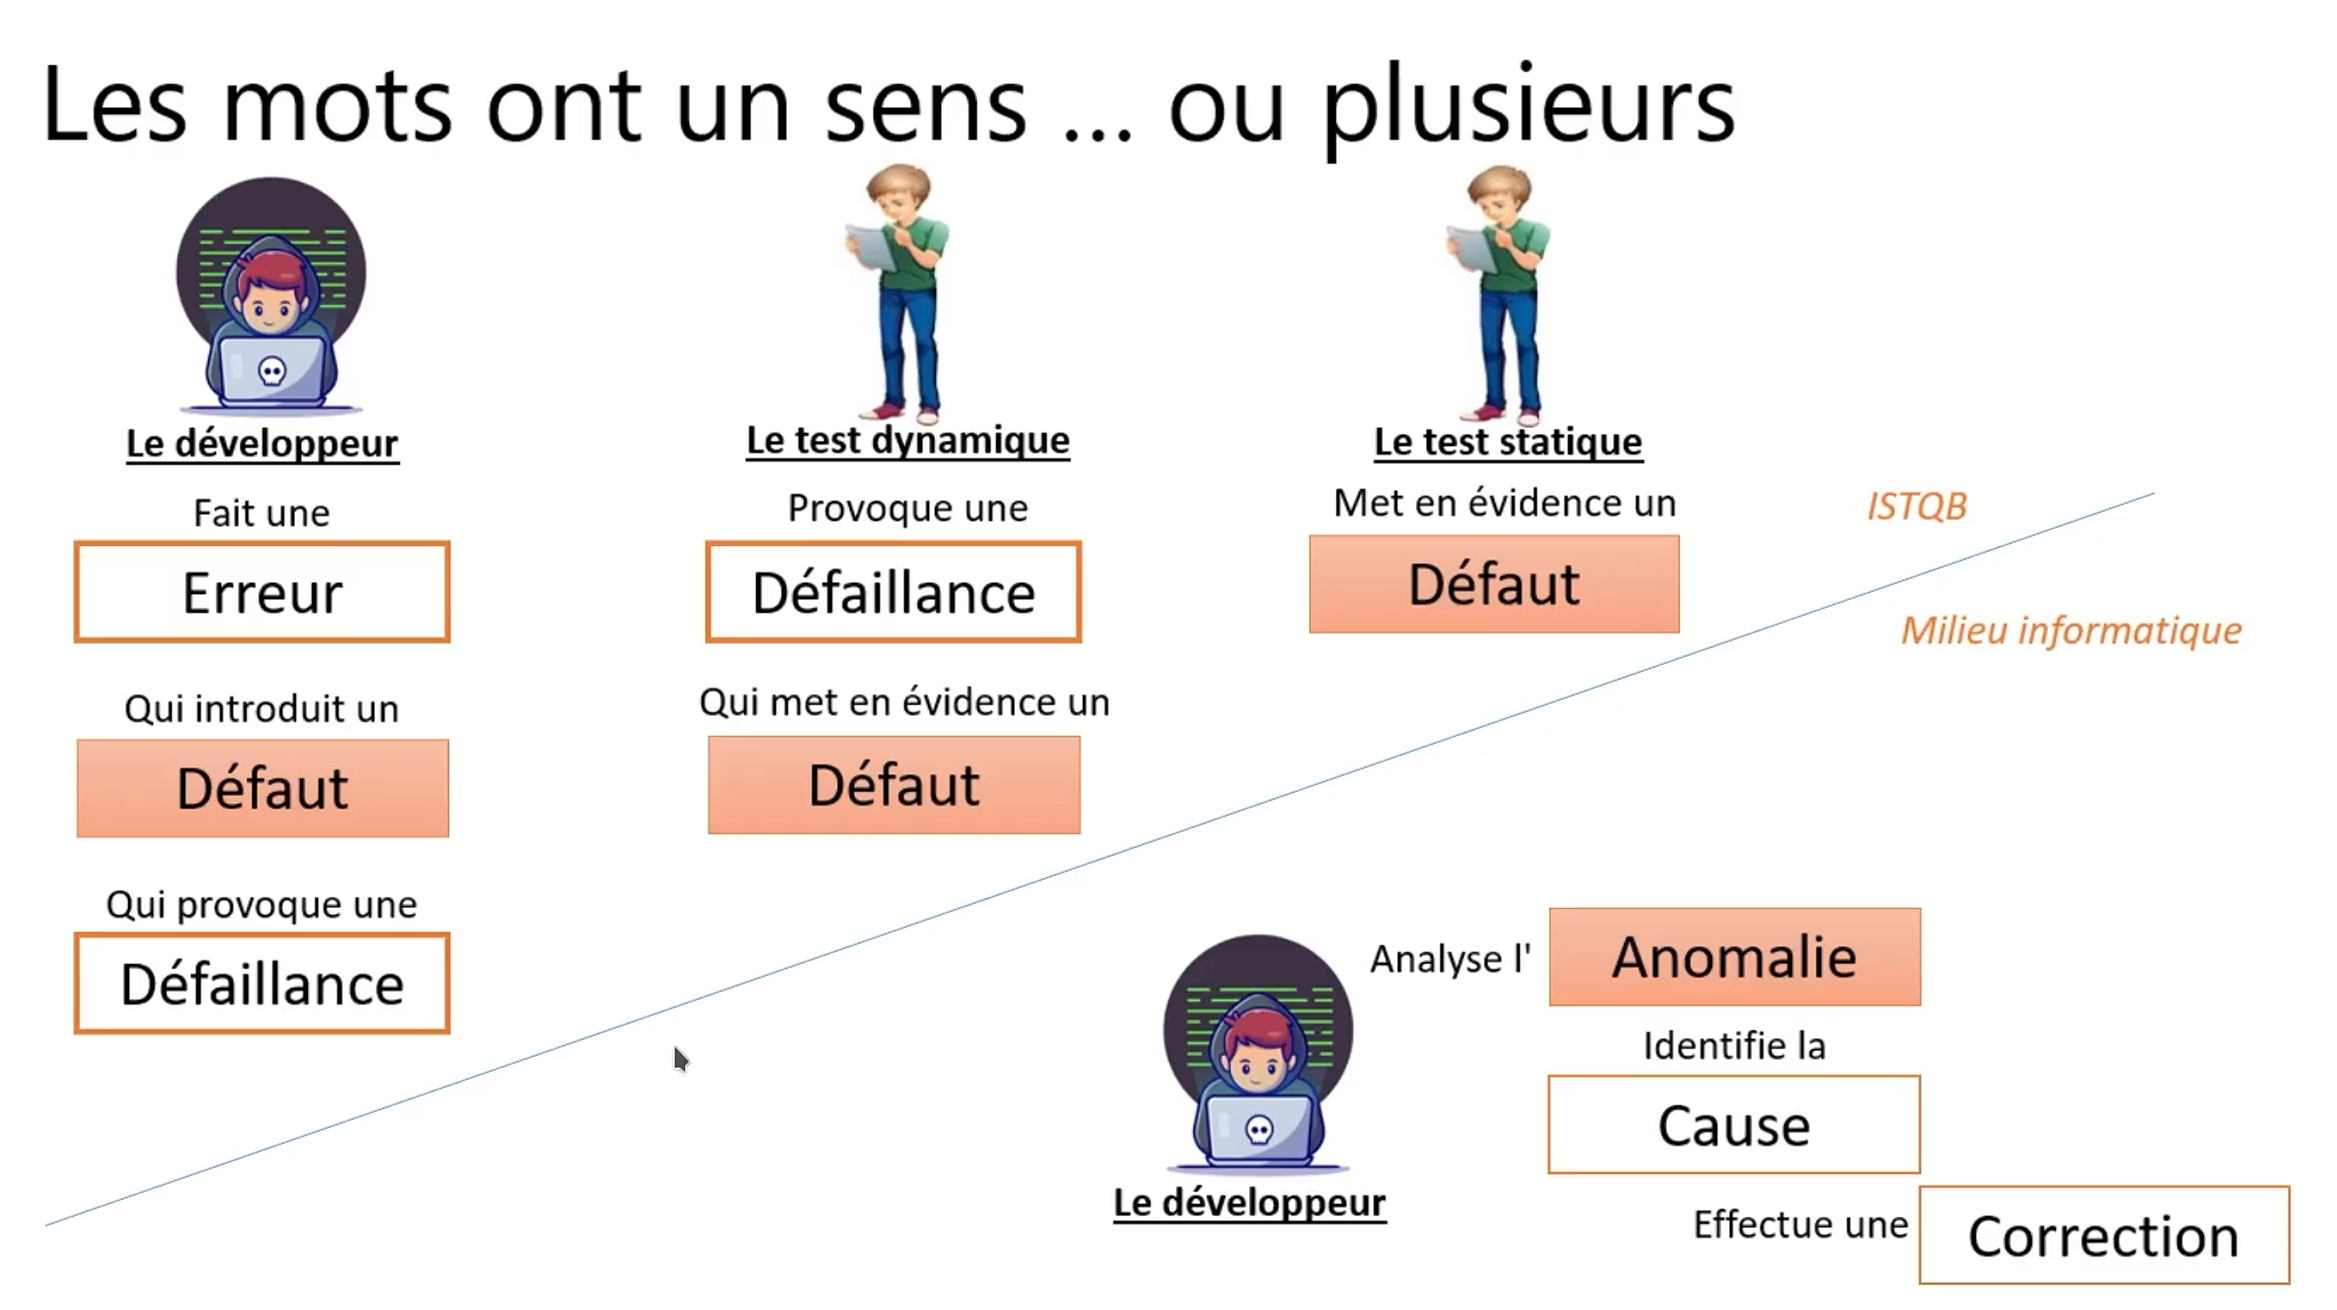 Les mots ont un sens ... ou plusieurs
Le développeur
Fait une
Erreur
Qui introduit un
Défaut
Qui provoque une
Défaillance
Le test dynamique
Provoque une
Défaillance
Qui met en évidence un
Défaut
Le test statique
Met en évidence un
Défaut
ISTQB
Milieu informatique
Le développeur
Analyse l'
Anomalie
Identifie la
Cause
Effectue une
Correction